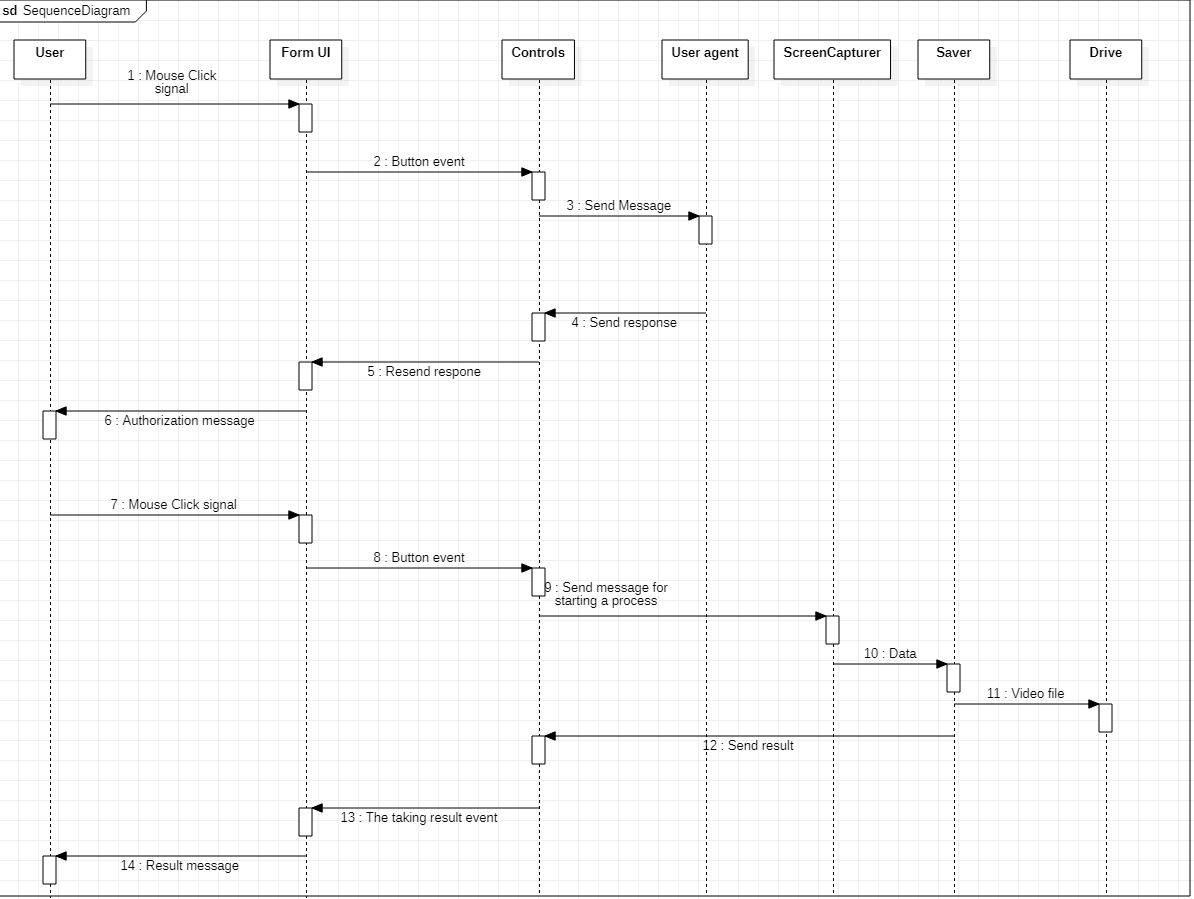 sd SequenceDiagram
User
Form UI
Controls
User agent
ScreenCapturer
Saver
Drive
1 : Mouse Click
signal
2 : Button event
3 : Send Message
4 : Send response
5 : Resend respone
6 : Authorization message
7 : Mouse Click signal
8 : Button event
9 : Send message for
starting a process
10 : Data
11 : Video file
12 : Send result
13 : The taking result event
14 : Result message